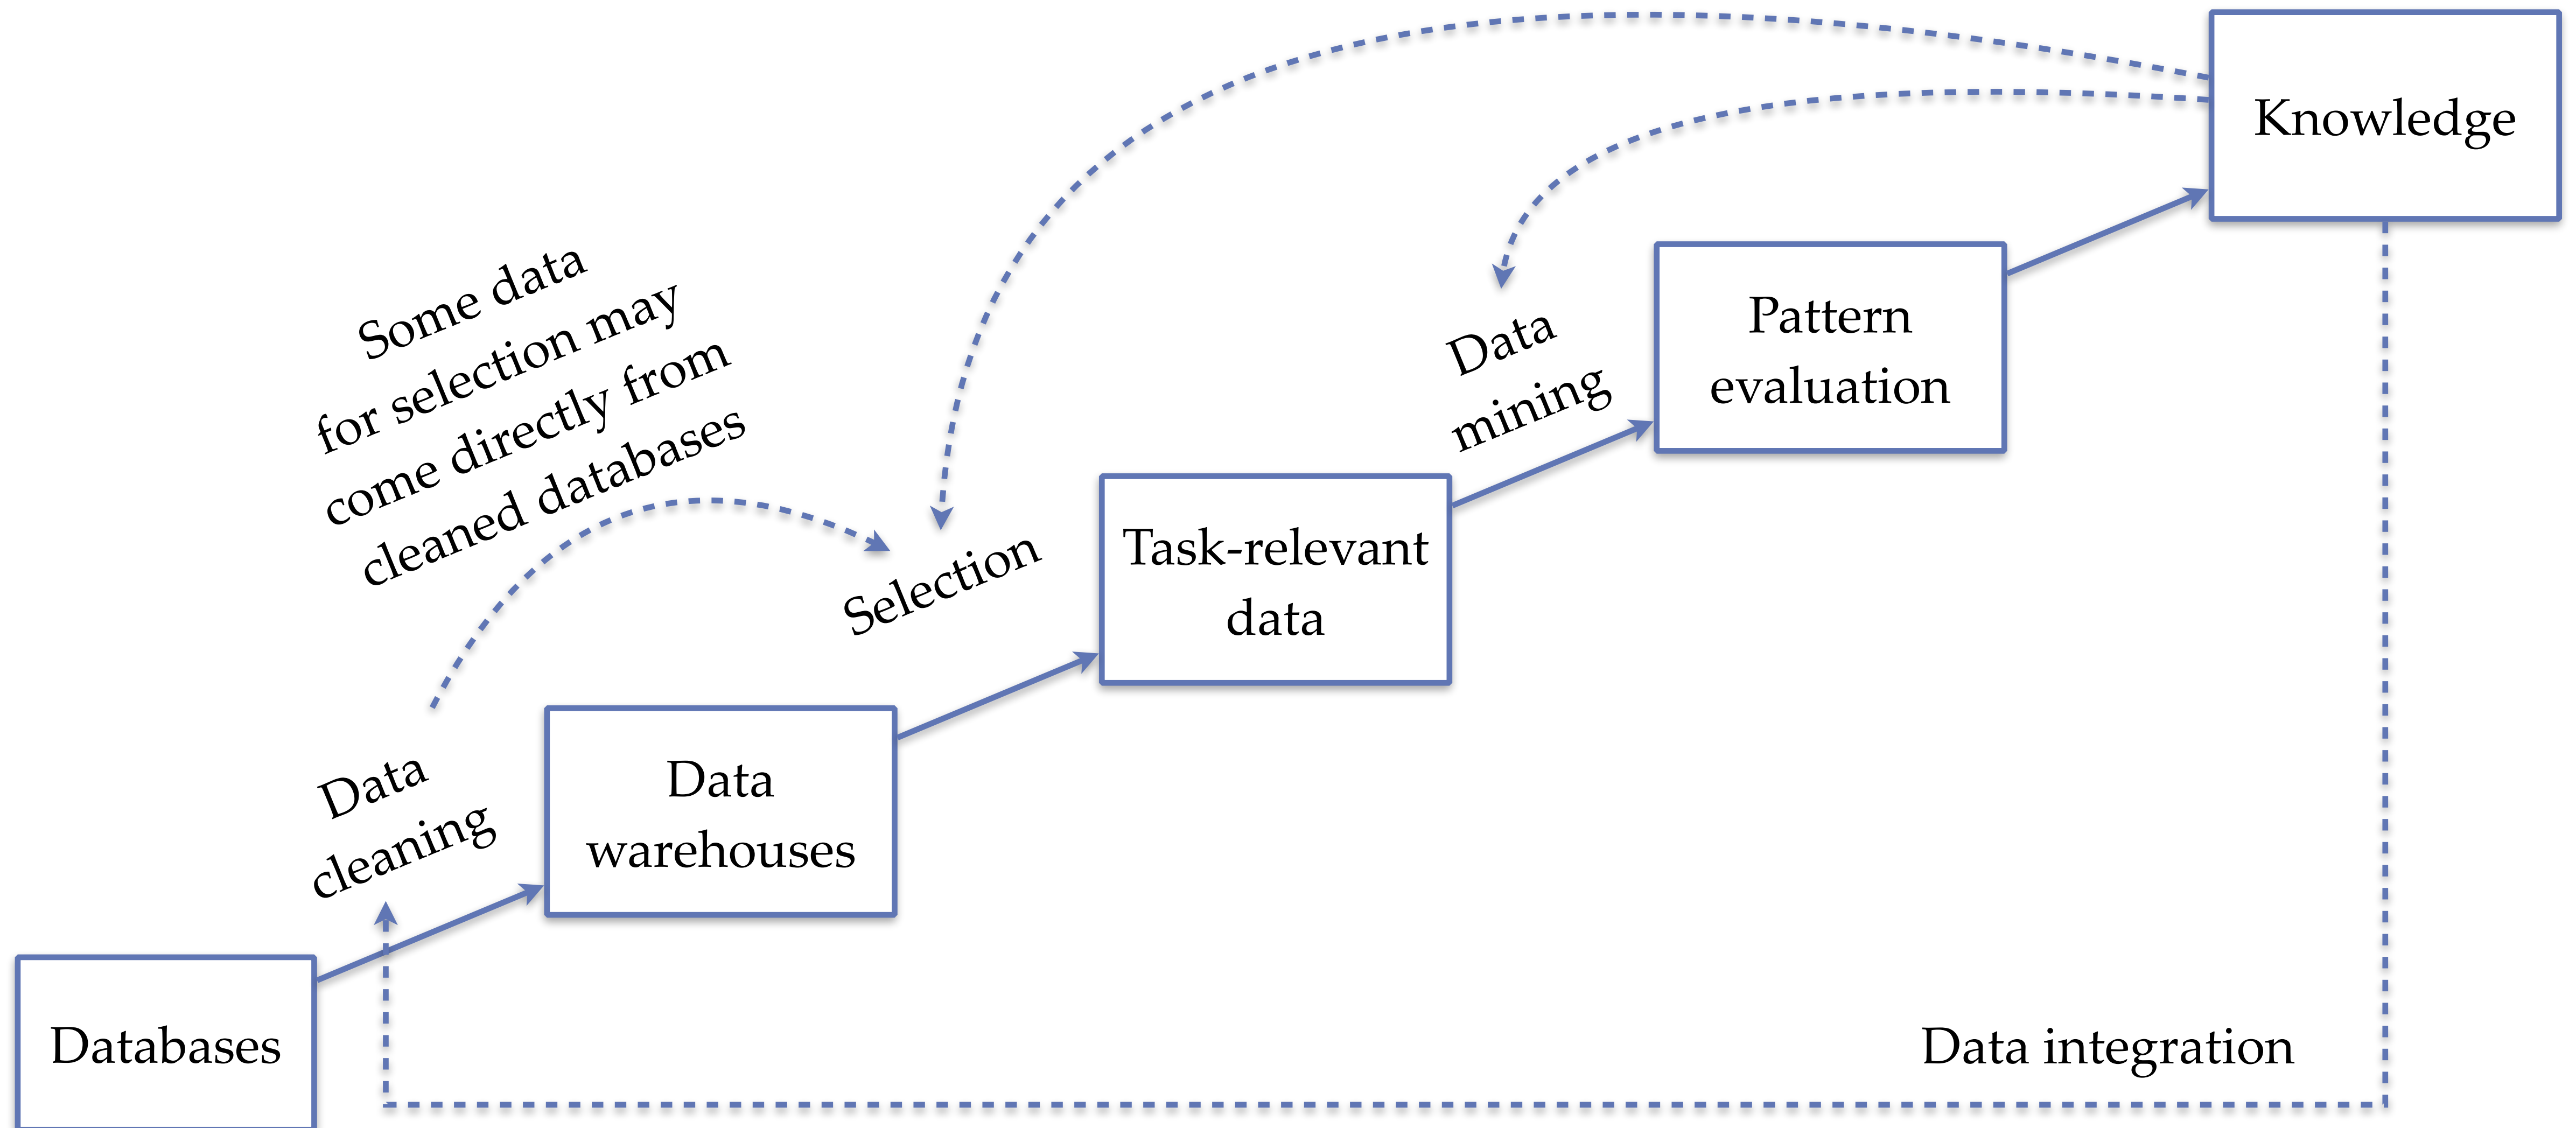 Knowledge
Pattern
evaluation
Data
mining
Some data
for selection may
come directly from
cleaned databases
Task-relevant
data
Selection
Data
warehouses
Data
cleaning
Databases
Data integration